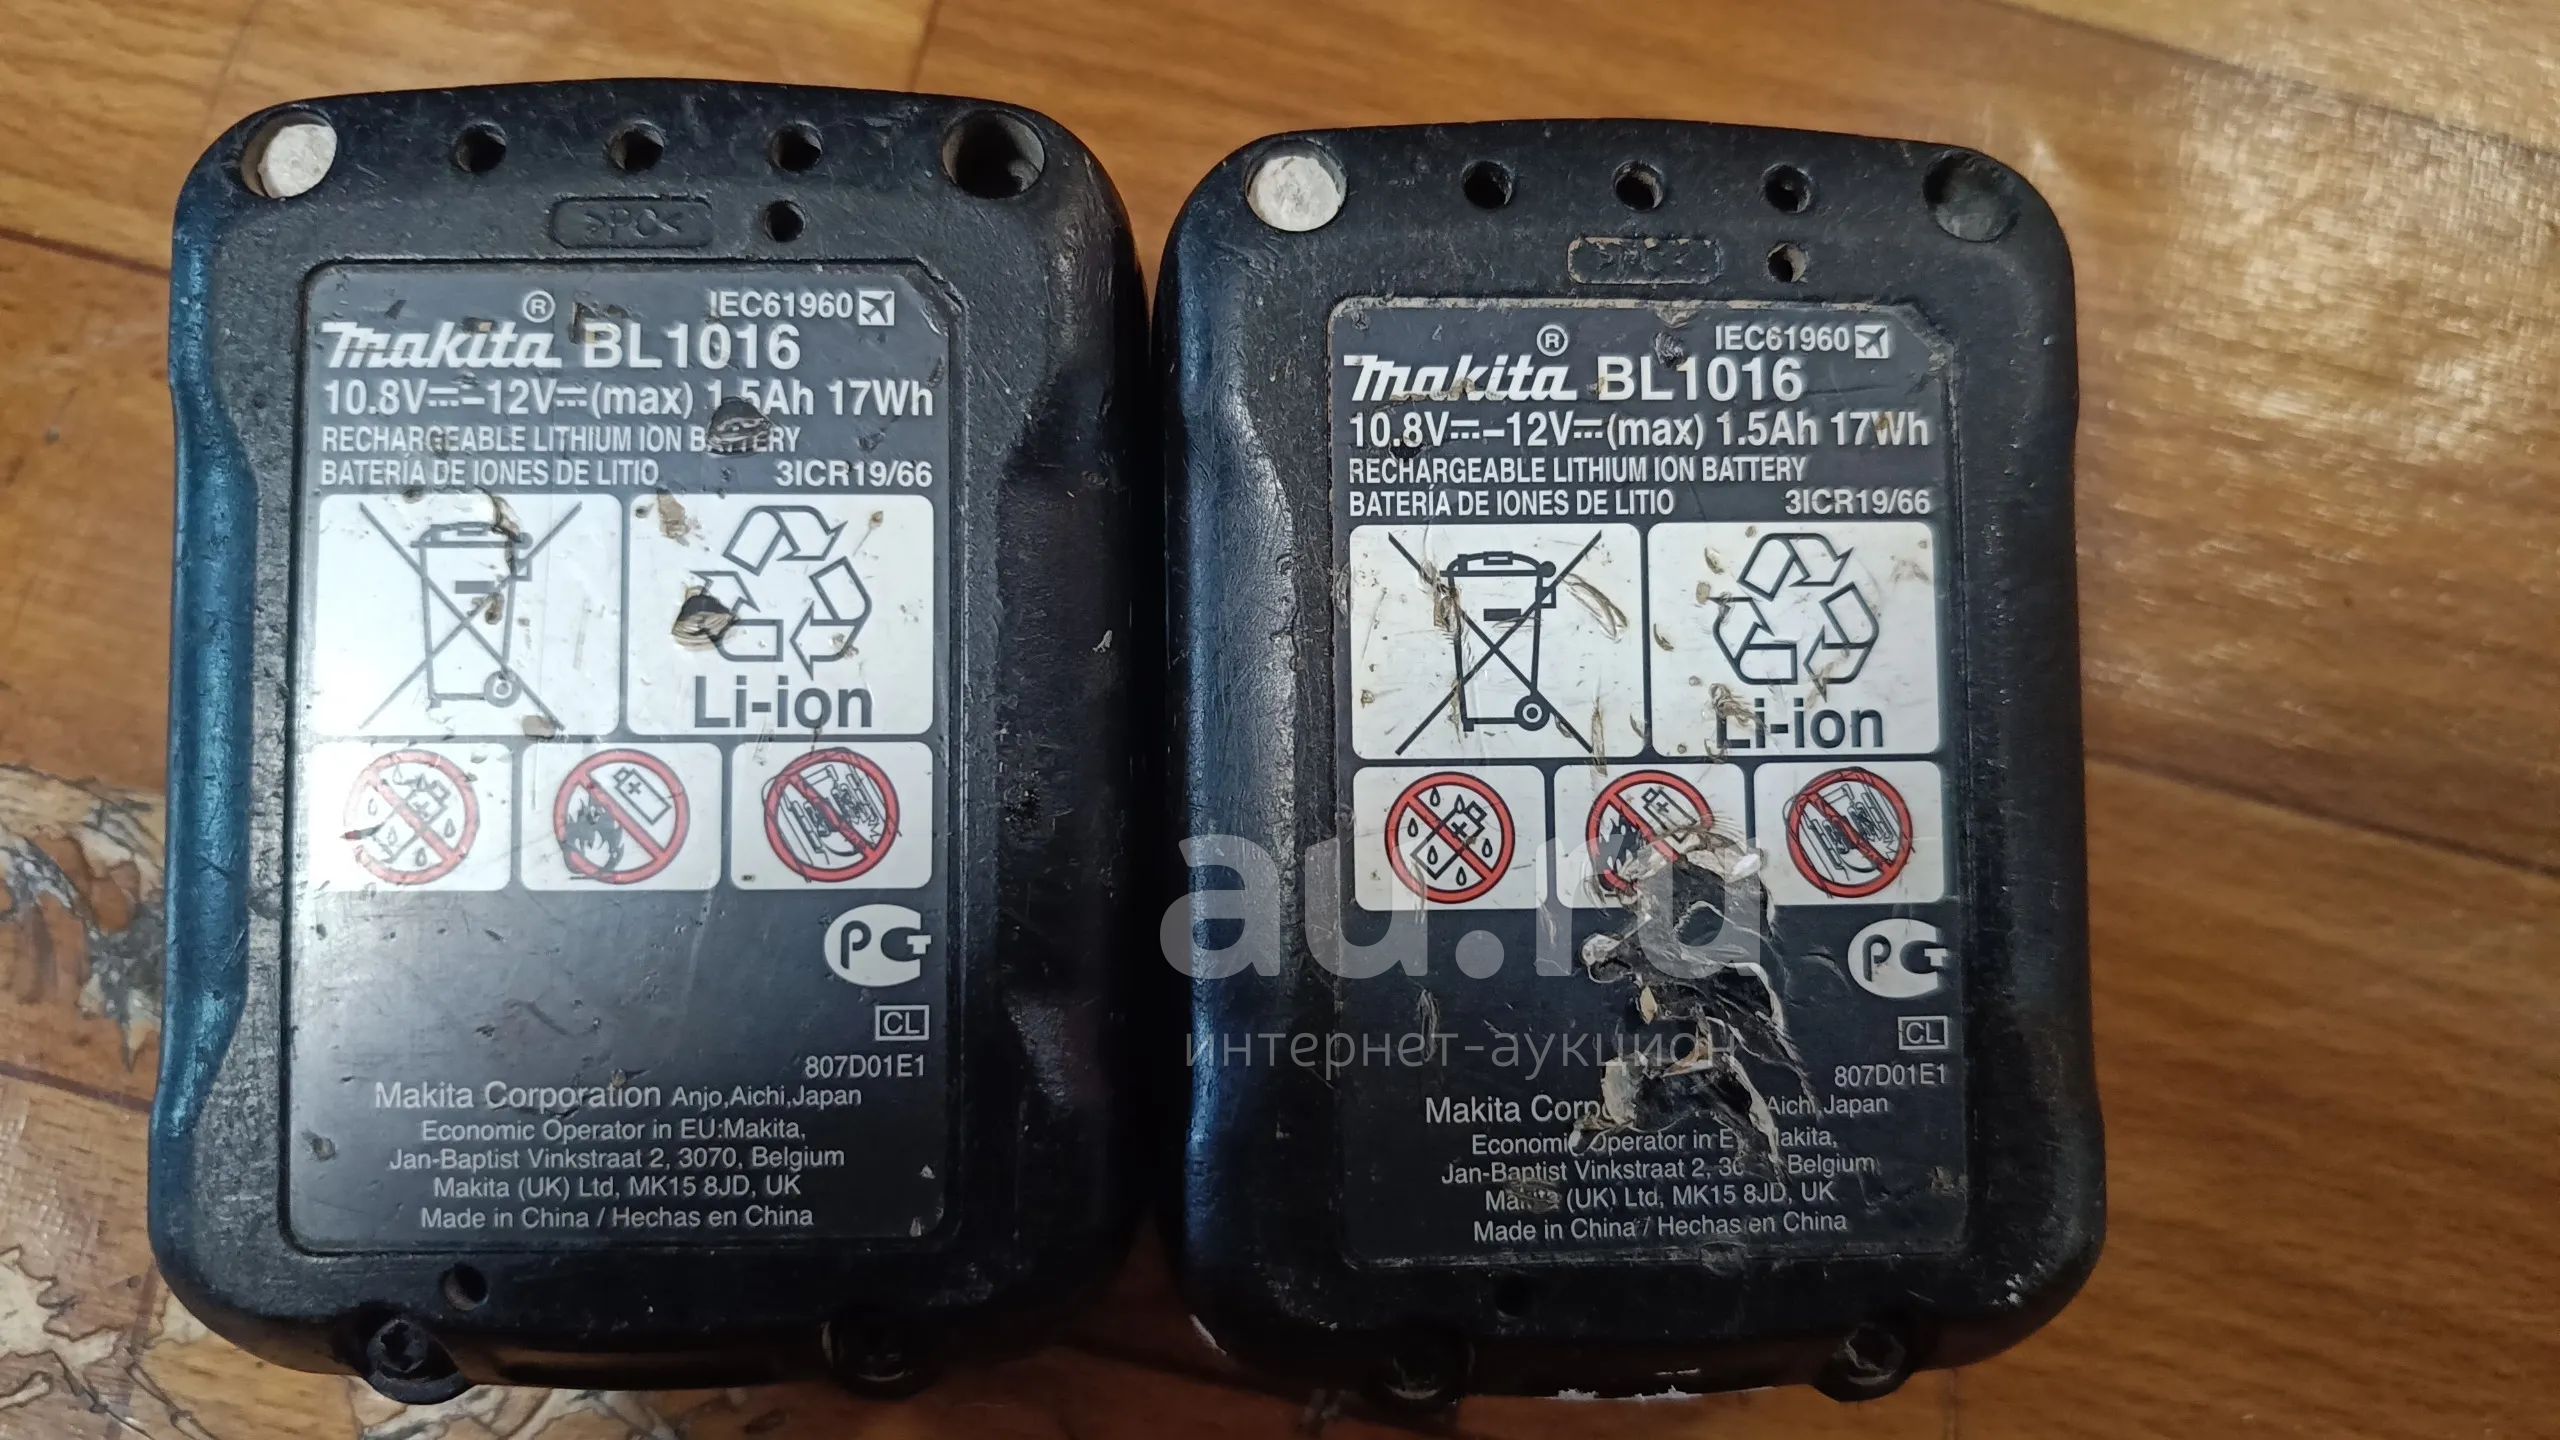 >PC<
IEC61960
makita® BL1016
10.8V⎓-12V⎓(max) 1.5Ah 17Wh
RECHARGEABLE LITHIUM ION BATTERY
BATERÍA DE IONES DE LITIO 3ICR19/66
Li-ion
PCT
CL
807D01E1
Makita Corporation Anjo,Aichi,Japan
Economic Operator in EU:Makita,
Jan-Baptist Vinkstraat 2, 3070, Belgium
Makita (UK) Ltd, MK15 8JD, UK
Made in China / Hechas en China
>PC<
IEC61960
makita® BL1016
10.8V⎓-12V⎓(max) 1.5Ah 17Wh
RECHARGEABLE LITHIUM ION BATTERY
BATERÍA DE IONES DE LITIO 3ICR19/66
Li-ion
PCT
CL
807D01E1
Makita Aichi,Japan
Economic Operator in
Jan-Baptist Vinkstraat 2, Belgium
(UK) Ltd, MK15 8JD, UK
Made in China / Hechas en China
au.ru
интернет-аукцион